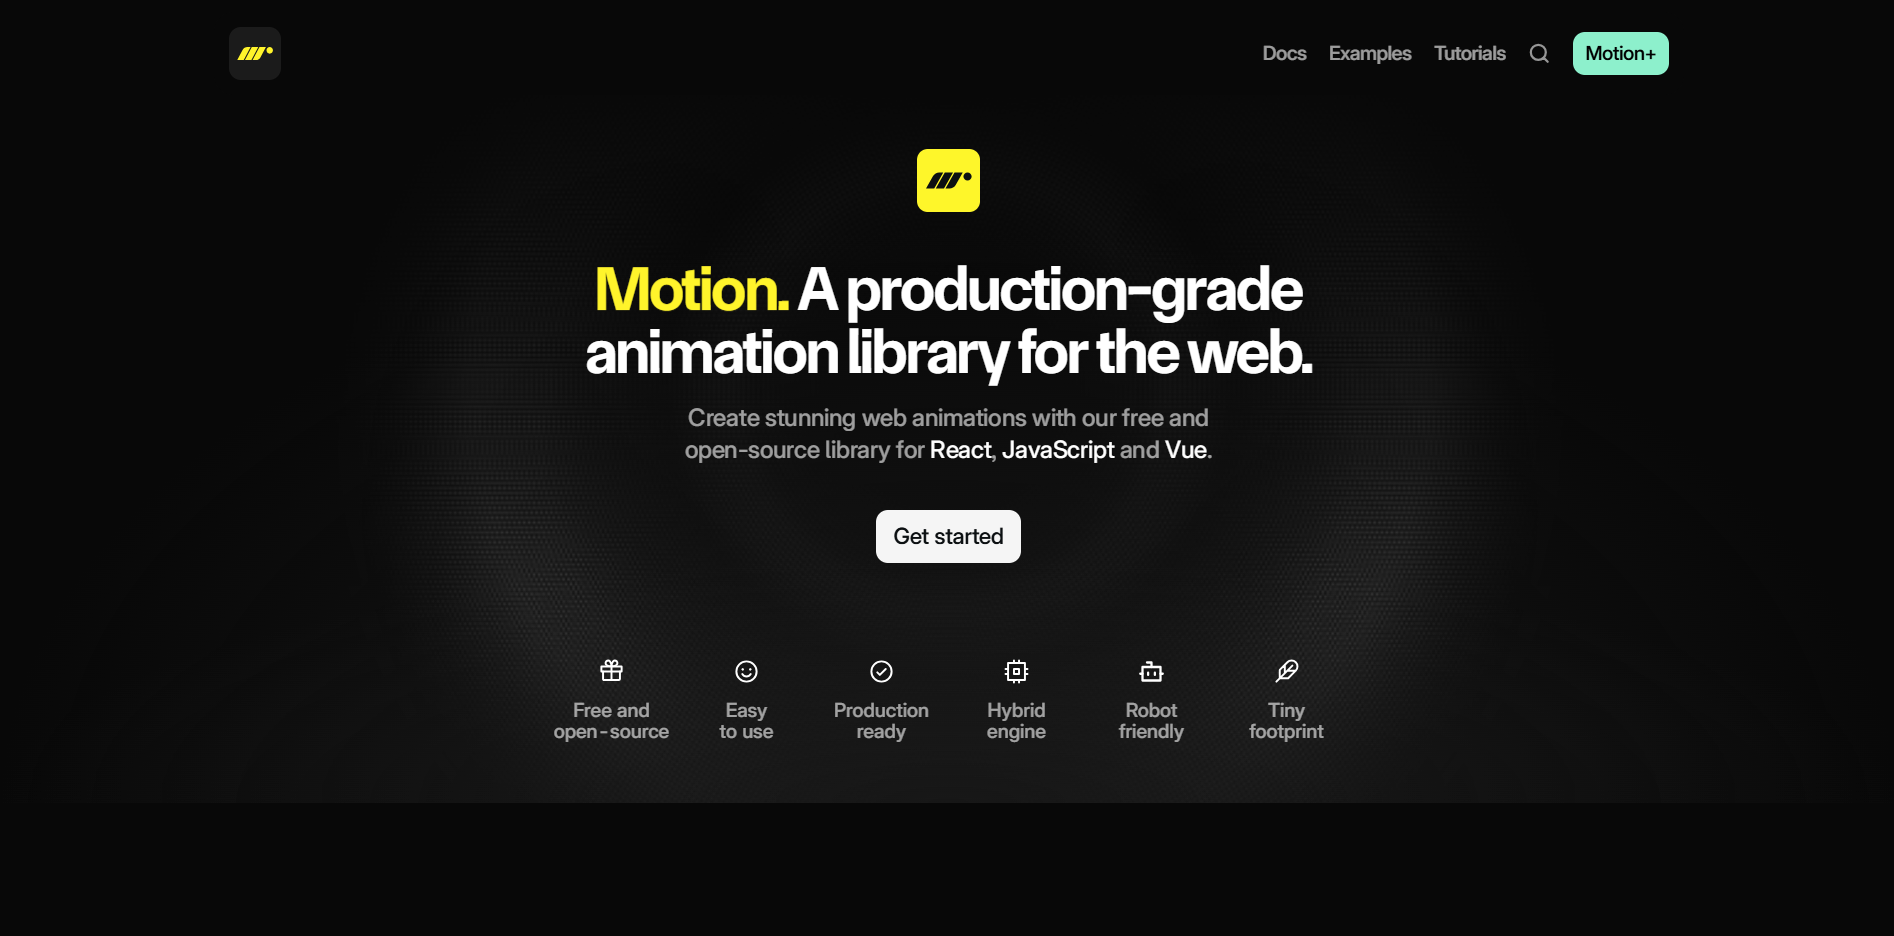 Docs Examples Tutorials Motion+
Motion. A production-grade
animation library for the web.
Create stunning web animations with our free and
open-source library for React, JavaScript and Vue.
Get started
Free and
open-source
Easy
to use
Production
ready
Hybrid
engine
Robot
friendly
Tiny
footprint